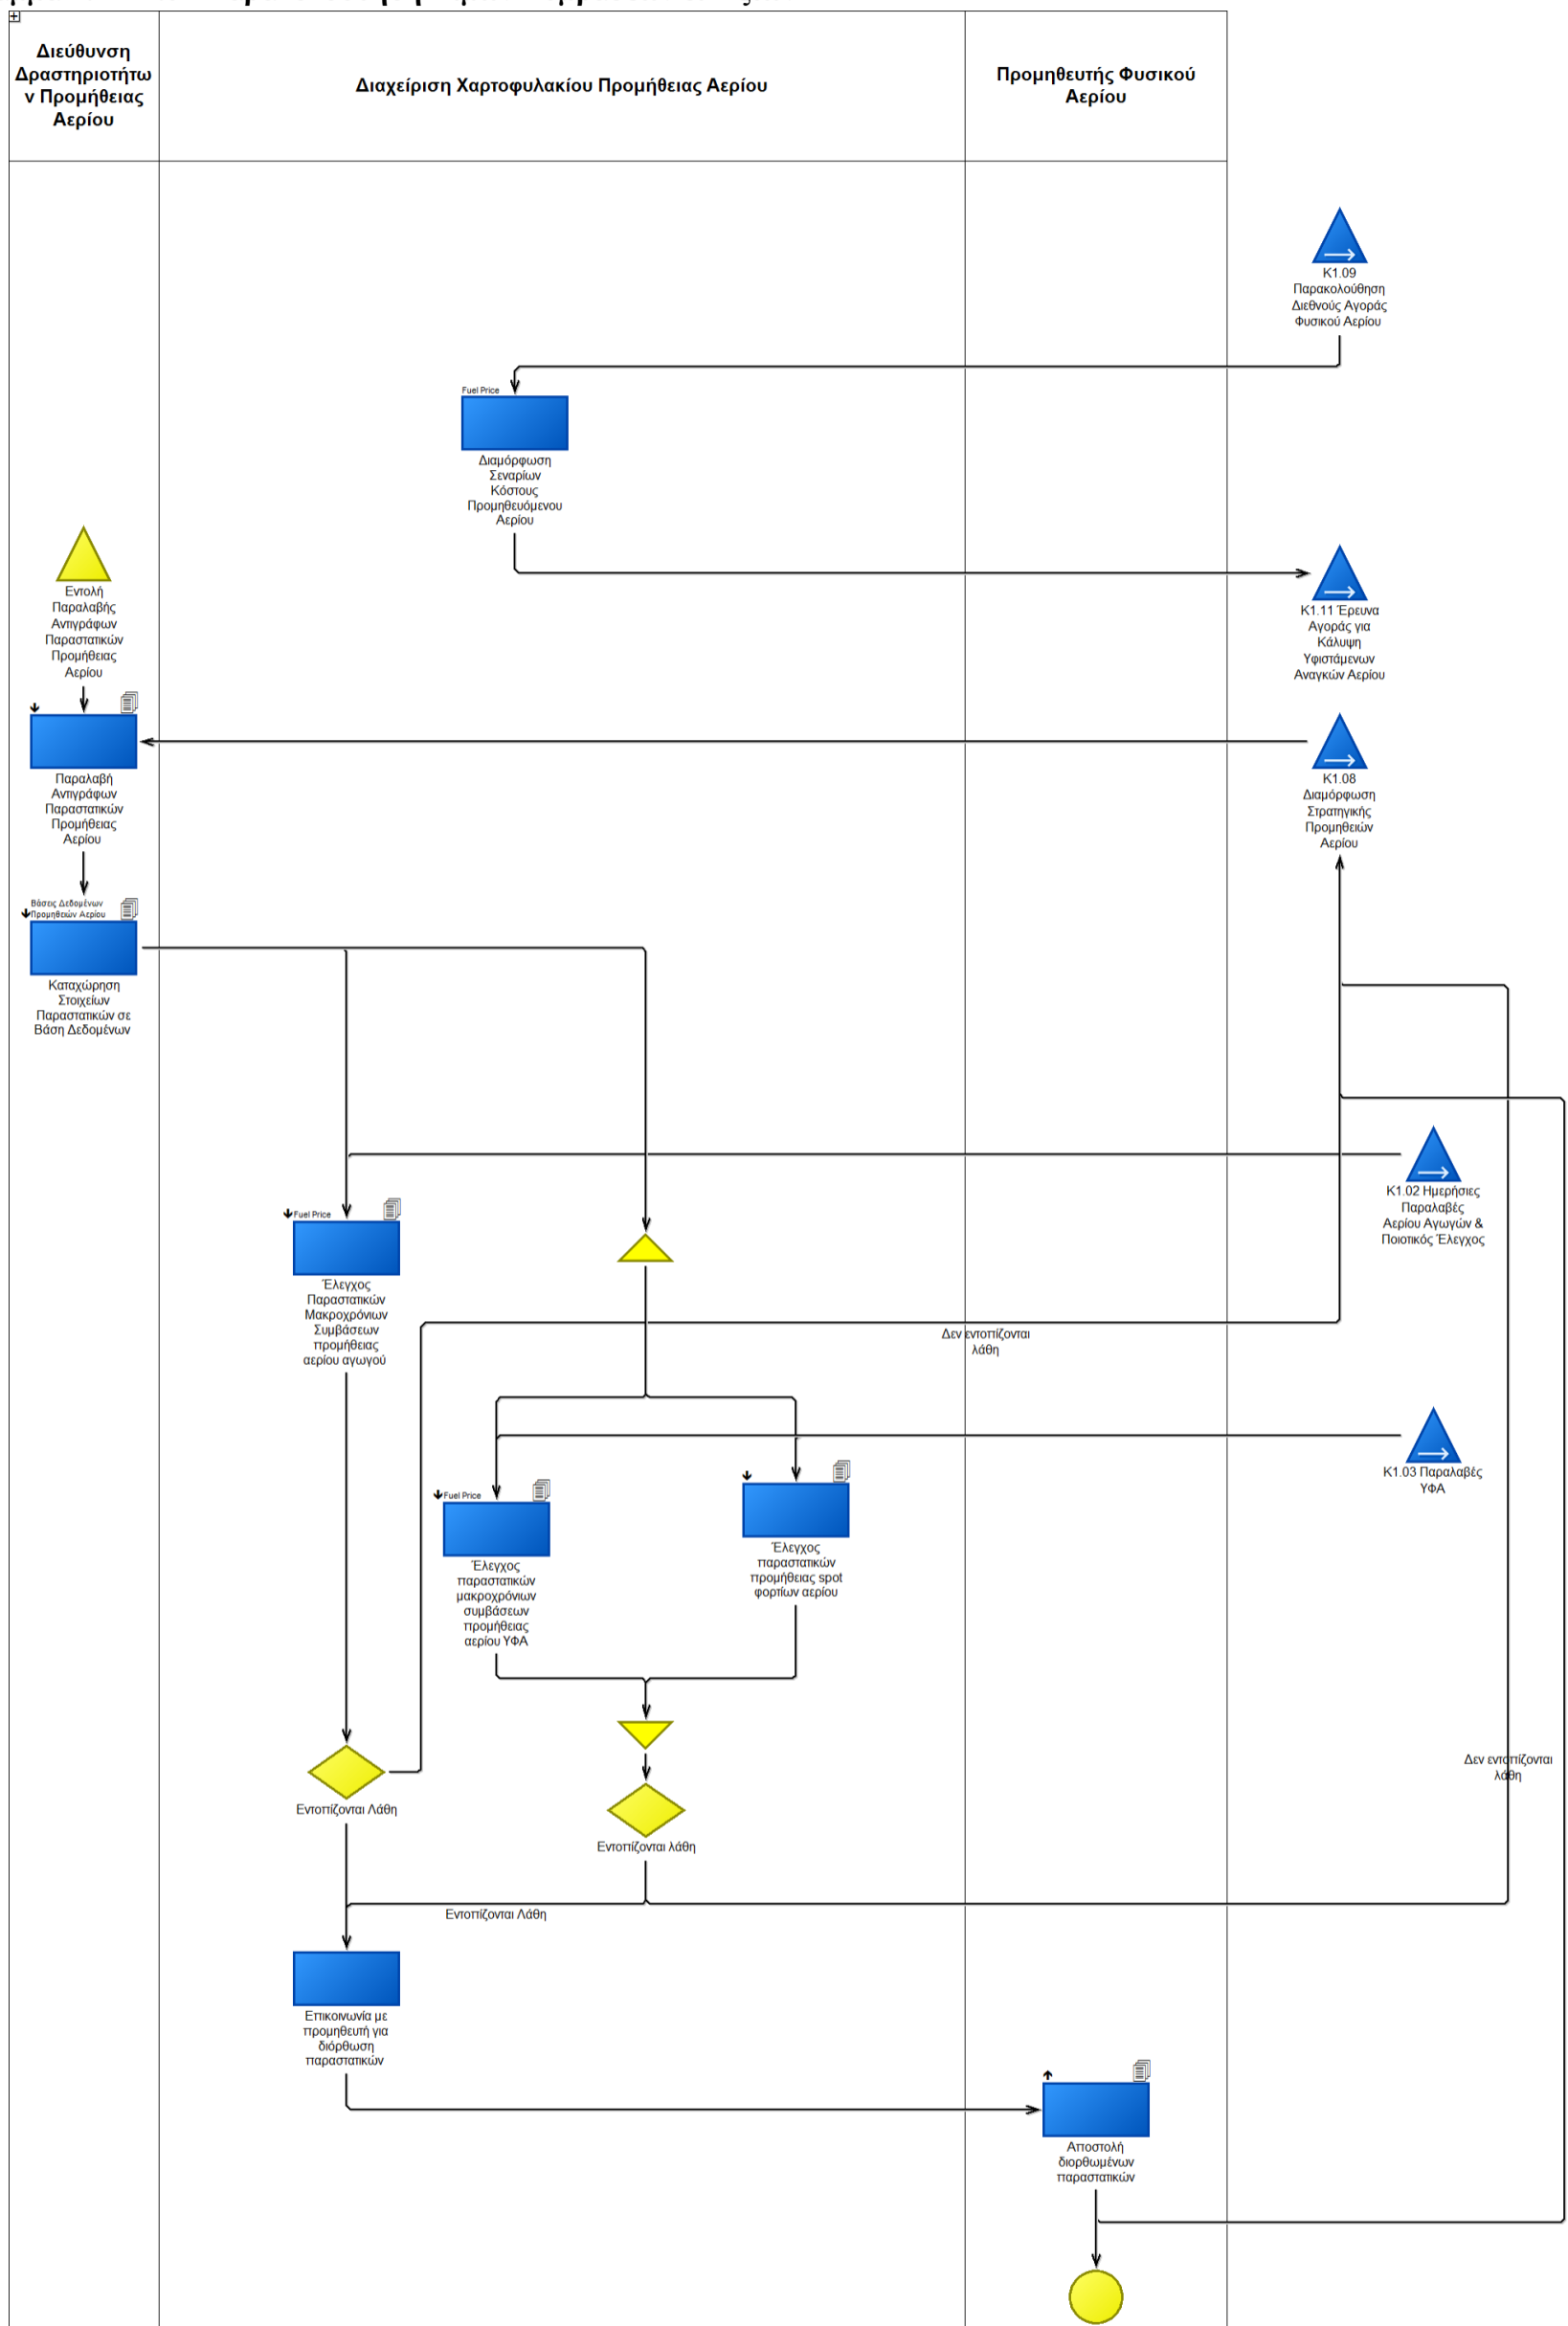 Διεύθυνση
Δραστηριοτήτω
ν Προμήθειας
Αερίου
Διαχείριση Χαρτοφυλακίου Προμήθειας Αερίου
Προμηθευτής Φυσικού
Αερίου
K1.09
Παρακολούθηση
Διεθνούς Αγοράς
Φυσικού Αερίου
Fuel Price
Διαμόρφωση
Σεναρίων
Κόστους
Προμηθευόμενου
Αερίου
Εντολή
Παραλαβής
Αντιγράφων
Παραστατικών
Προμήθειας
Αερίου
K1.11 Έρευνα
Αγοράς για
Κάλυψη
Υφιστάμενων
Αναγκών Αερίου
Παραλαβή
Αντιγράφων
Παραστατικών
Προμήθειας
Αερίου
K1.08
Διαμόρφωση
Στρατηγικής
Προμηθειών
Αερίου
Βάσεις Δεδομένων
Προμηθειών Αερίου
Καταχώρηση
Στοιχείων
Παραστατικών σε
Βάση Δεδομένων
K1.02 Ημερήσιες
Παραλαβές
Αερίου Αγωγών &
Ποιοτικός Έλεγχος
Fuel Price
Έλεγχος
Παραστατικών
Μακροχρόνιων
Συμβάσεων
προμήθειας
αερίου αγωγού
Δεν εντοπίζονται
λάθη
K1.03 Παραλαβές
ΥΦΑ
Fuel Price
Έλεγχος
παραστατικών
μακροχρόνιων
συμβάσεων
προμήθειας
αερίου ΥΦΑ
Έλεγχος
παραστατικών
προμήθειας spot
φορτίων αερίου
Δεν εντοπίζονται
λάθη
Εντοπίζονται Λάθη
Εντοπίζονται λάθη
Εντοπίζονται Λάθη
Επικοινωνία με
προμηθευτή για
διόρθωση
παραστατικών
Αποστολή
διορθωμένων
παραστατικών